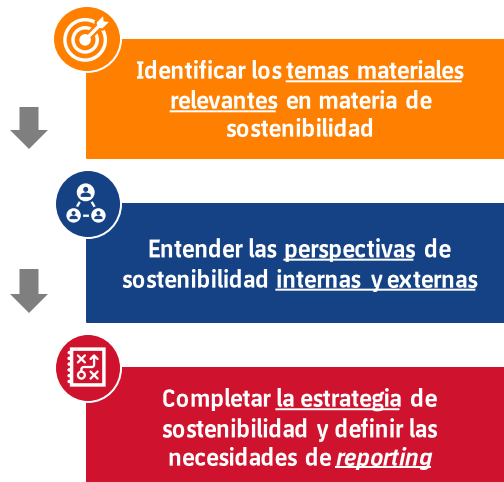 Identificar los temas materiales
relevantes en materia de
sostenibilidad
Entender las perspectivas de
sostenibilidad internas y externas
Completar la estrategia de
sostenibilidad y definir las
necesidades de reporting